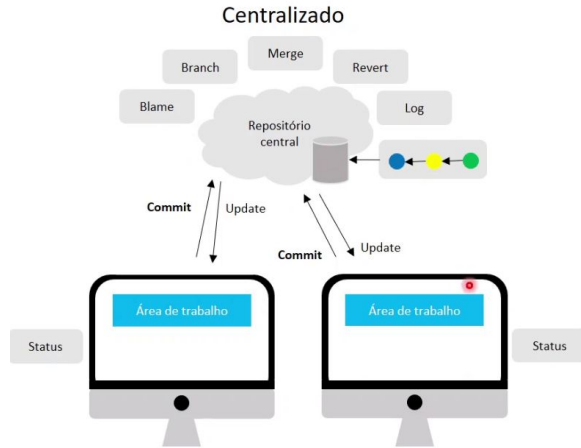 Centralizado
Merge
Branch
Revert
Blame
Log
Repositório
central
Commit
Update
Commit
Update
Área de trabalho
Área de trabalho
Status
Status